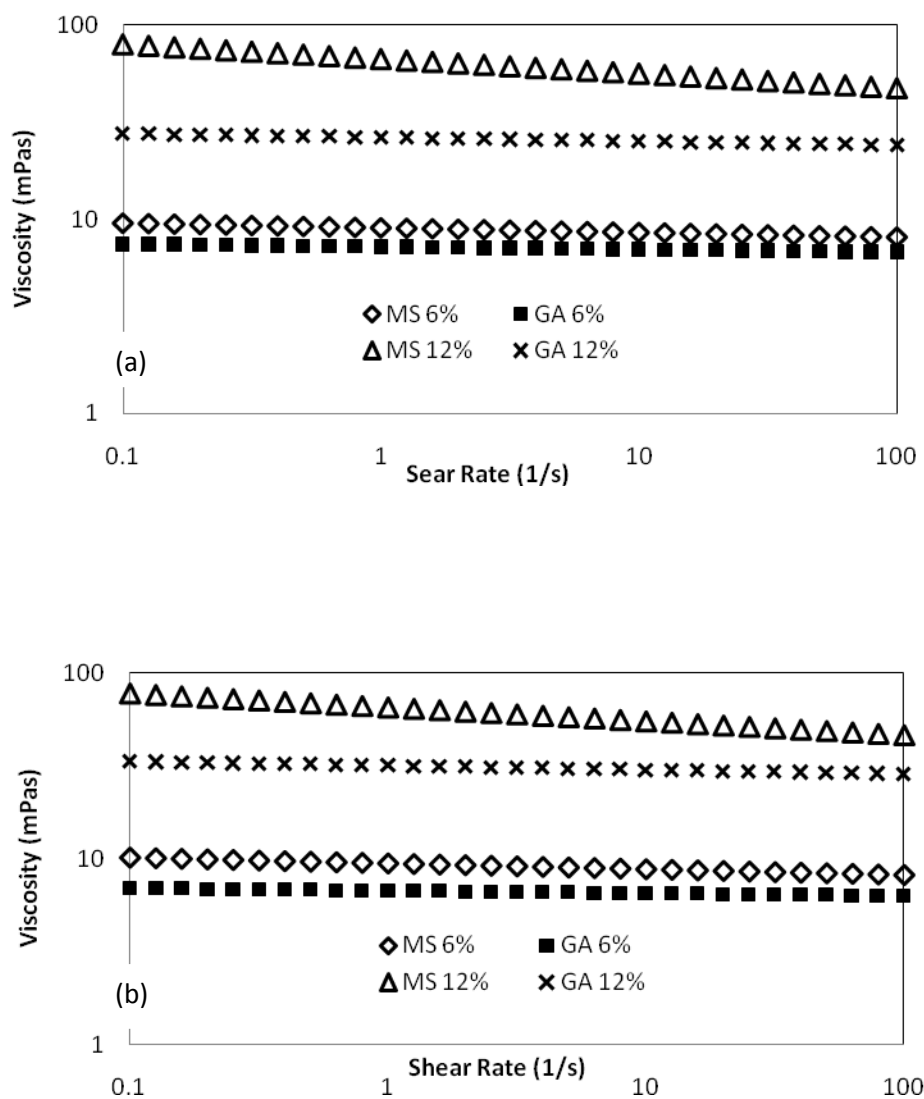 100
10
1
Viscosity (mPas)
MS 6% GA 6%
MS 12% GA 12%
(a)
0.1 1 10 100
Sear Rate (1/s)
100
10
1
Viscosity (mPas)
MS 6% GA 6%
MS 12% GA 12%
(b)
Shear Rate (1/s)
0.1 1 10 100